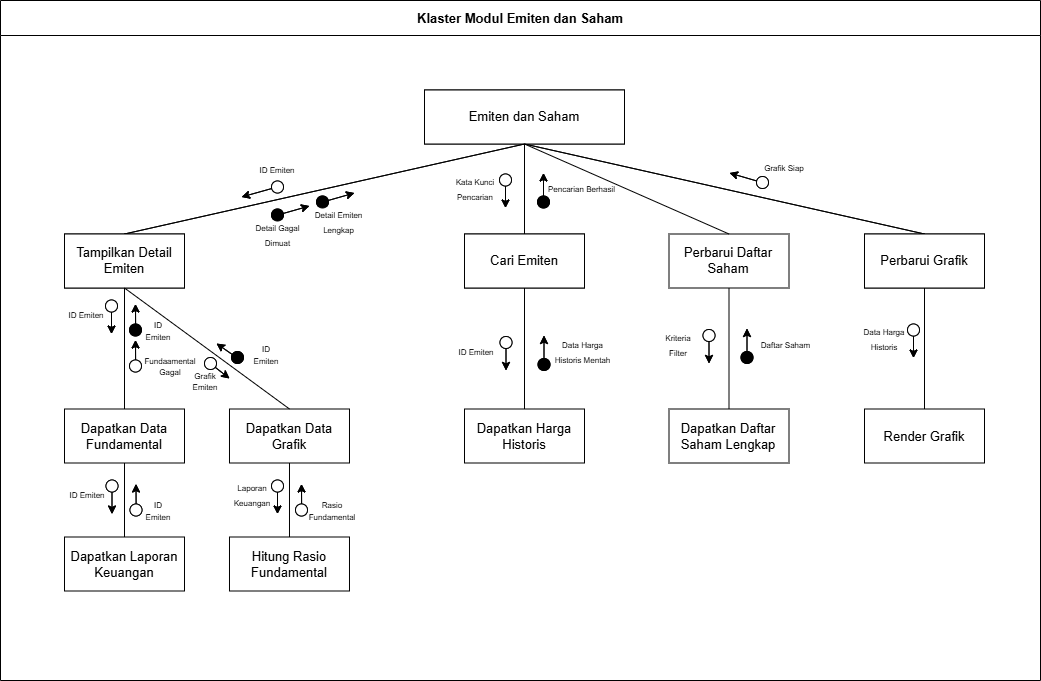 Klaster Modul Emiten dan Saham
Emiten dan Saham
ID Emiten
Detail Gagal
Dimuat
Detail Emiten
Lengkap
Kata Kunci
Pencarian
Pencarian Berhasil
Grafik Siap
Tampilkan Detail
Emiten
Cari Emiten
Perbarui Daftar
Saham
Perbarui Grafik
ID Emiten
ID
Emiten
Fundaamental
Gagal
Grafik
Emiten
ID
Emiten
ID Emiten
Data Harga
Historis Mentah
Kriteria
Filter
Daftar Saham
Data Harga
Historis
Dapatkan Data
Fundamental
Dapatkan Data
Grafik
Dapatkan Harga
Historis
Dapatkan Daftar
Saham Lengkap
Render Grafik
ID Emiten
ID
Emiten
Laporan
Keuangan
Rasio
Fundamental
Dapatkan Laporan
Keuangan
Hitung Rasio
Fundamental